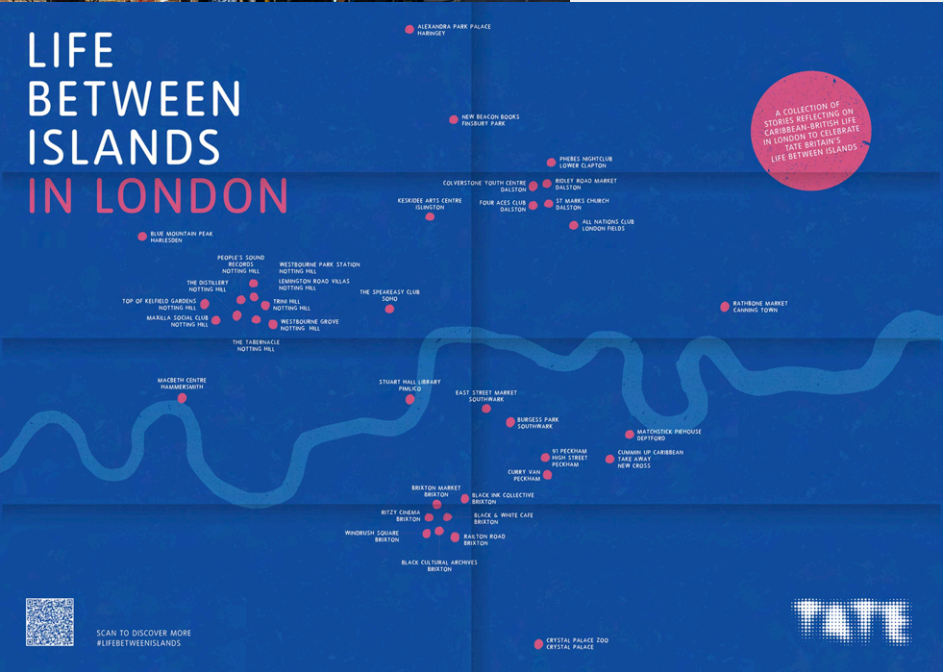 LIFE
BETWEEN
ISLANDS
IN LONDON
ALEXANDRA PARK PALACE
HARINGEY
A COLLECTION OF
STORIES REFLECTING ON
CARIBBEAN-BRITISH LIFE
IN LONDON TO CELEBRATE
TATE BRITAIN'S
LIFE BETWEEN ISLANDS
NEW BEACON BOOKS
FINSBURY PARK
PHEBES NIGHTCLUB
LOWER CLAPTON
COLVERSTONE YOUTH CENTRE
DALSTON
RIDLEY ROAD MARKET
DALSTON
FOUR ACES CLUB
DALSTON
ST MARKS CHURCH
DALSTON
KESKIDEE ARTS CENTRE
ISLINGTON
ALL NATIONS CLUB
LONDON FIELDS
BLUE MOUNTAIN PEAK
HARLESDEN
PEOPLE'S SOUND
RECORDS
NOTTING HILL
WESTBOURNE PARK STATION
NOTTING HILL
THE DISTILLERY
NOTTING HILL
LEMINGTON ROAD VILLAS
NOTTING HILL
TOP OF KELFIELD GARDENS
NOTTING HILL
TRINI HILL
NOTTING HILL
MAXILLA SOCIAL CLUB
NOTTING HILL
WESTBOURNE GROVE
NOTTING HILL
THE TABERNACLE
NOTTING HILL
THE SPEAKEASY CLUB
SOHO
RATHBONE MARKET
CANNING TOWN
MACBETH CENTRE
HAMMERSMITH
STUART HALL LIBRARY
PIMLICO
EAST STREET MARKET
SOUTHWARK
BURGESS PARK
SOUTHWARK
MATCHSTICK PIEHOUSE
DEPTFORD
91 PECKHAM
HIGH STREET
PECKHAM
CUMMIN UP CARIBBEAN
TAKE AWAY
NEW CROSS
CURRY VAN
PECKHAM
BRIXTON MARKET
BRIXTON
BLACK INK COLLECTIVE
BRIXTON
RITZY CINEMA
BRIXTON
BLACK & WHITE CAFE
BRIXTON
WINDRUSH SQUARE
BRIXTON
RAILTON ROAD
BRIXTON
BLACK CULTURAL ARCHIVES
BRIXTON
CRYSTAL PALACE ZOO
CRYSTAL PALACE
SCAN TO DISCOVER MORE
#LIFEBETWEENISLANDS
TATE